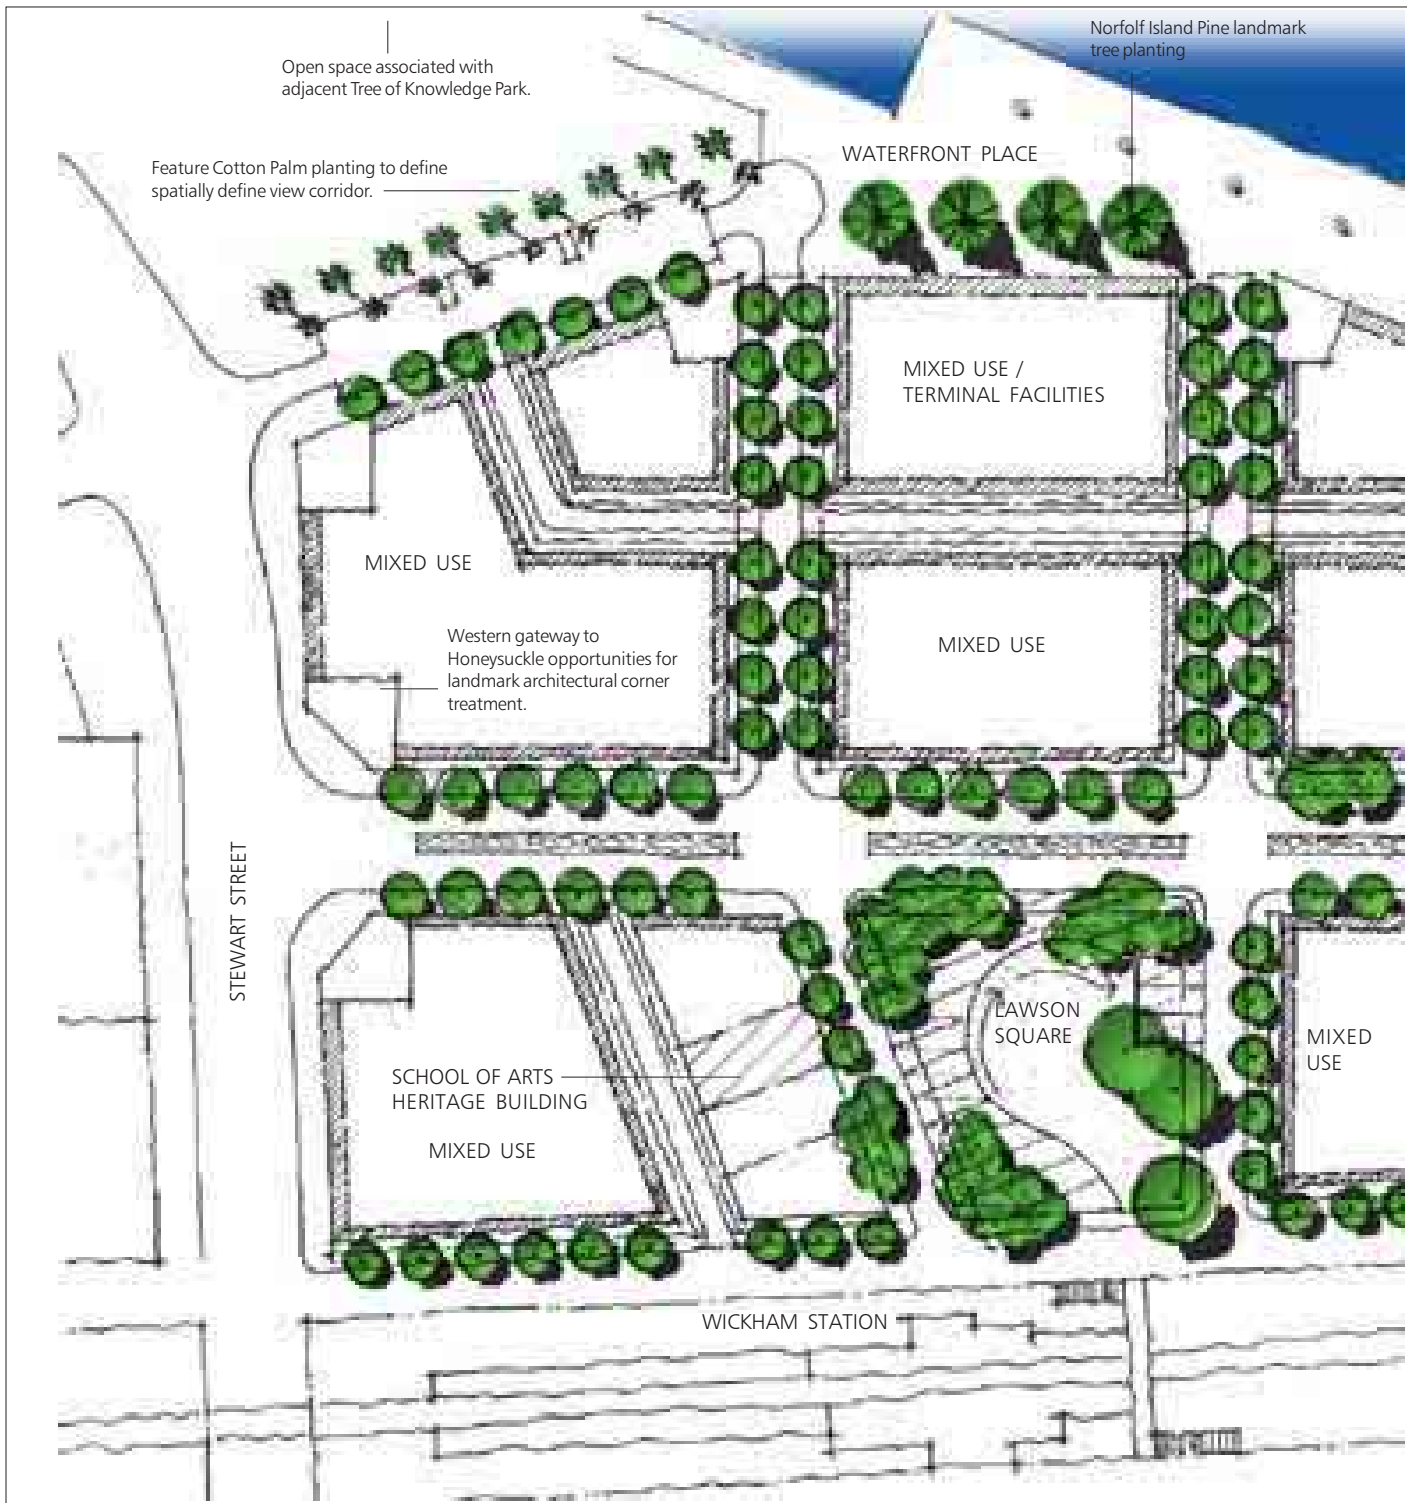 Norfolf Island Pine landmark
tree planting
Open space associated with
adjacent Tree of Knowledge Park.
WATERFRONT PLACE
Feature Cotton Palm planting to define
spatially define view corridor.
MIXED USE /
TERMINAL FACILITIES
MIXED USE
Western gateway to
Honeysuckle opportunities for
landmark architectural corner
treatment.
MIXED USE
STEWART STREET
LAWSON
SQUARE
MIXED
USE
SCHOOL OF ARTS
HERITAGE BUILDING
MIXED USE
WICKHAM STATION